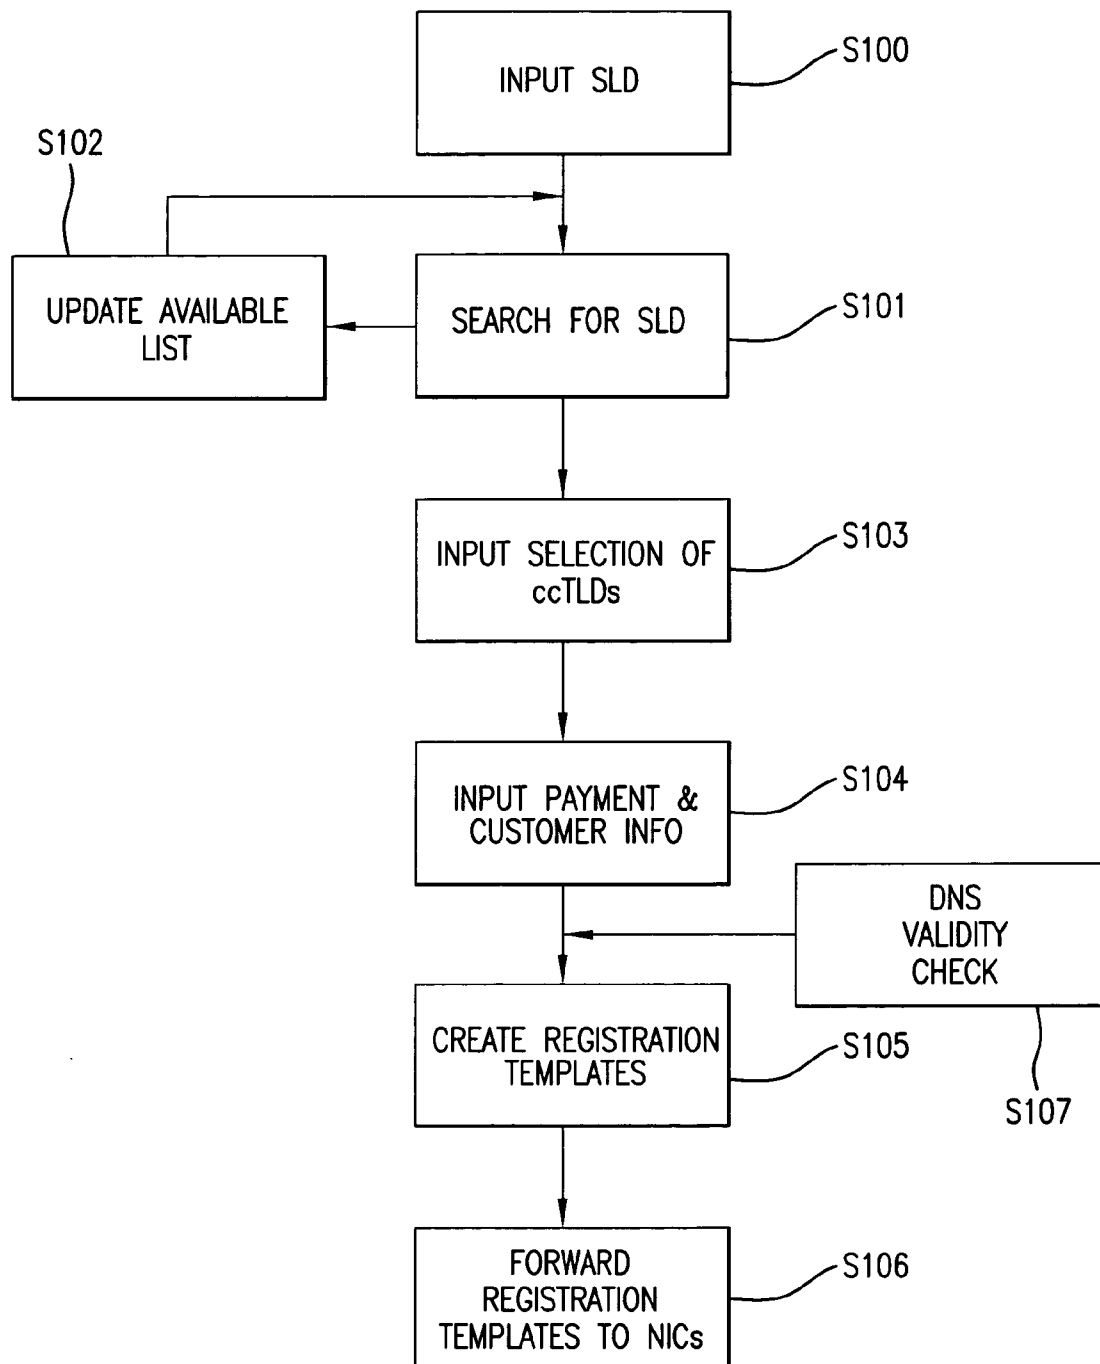 INPUT SLD
S100
S102
UPDATE AVAILABLE
LIST
SEARCH FOR SLD
S101
INPUT SELECTION OF
ccTLDs
S103
INPUT PAYMENT &
CUSTOMER INFO
S104
DNS
VALIDITY
CHECK
S107
CREATE REGISTRATION
TEMPLATES
S105
FORWARD
REGISTRATION
TEMPLATES TO NICs
S106